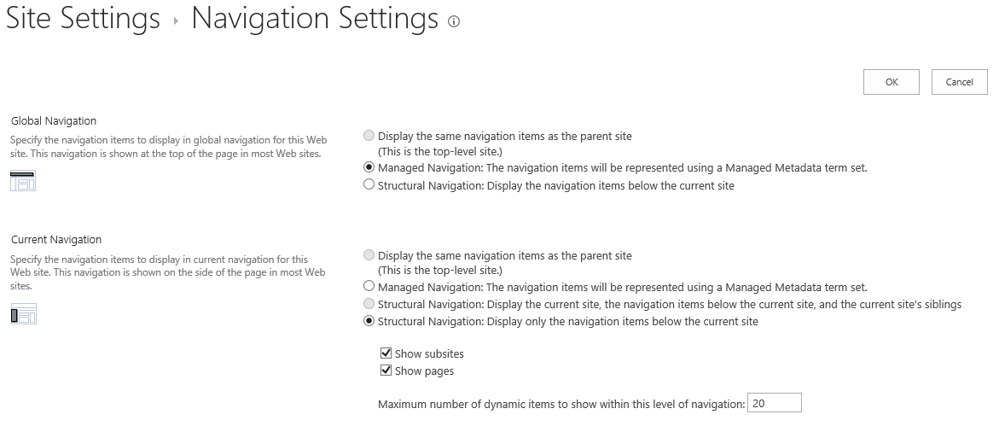 Site Settings ▸ Navigation Settings
OK
Cancel
Global Navigation
Specify the navigation items to display in global navigation for this Web
site. This navigation is shown at the top of the page in most Web sites.
Display the same navigation items as the parent site
(This is the top-level site.)
Managed Navigation: The navigation items will be represented using a Managed Metadata term set.
Structural Navigation: Display the navigation items below the current site
Current Navigation
Specify the navigation items to display in current navigation for this
Web site. This navigation is shown on the side of the page in most Web
sites.
Display the same navigation items as the parent site
(This is the top-level site.)
Managed Navigation: The navigation items will be represented using a Managed Metadata term set.
Structural Navigation: Display the current site, the navigation items below the current site, and the current site's siblings
Structural Navigation: Display only the navigation items below the current site
Show subsites
Show pages
Maximum number of dynamic items to show within this level of navigation: 20